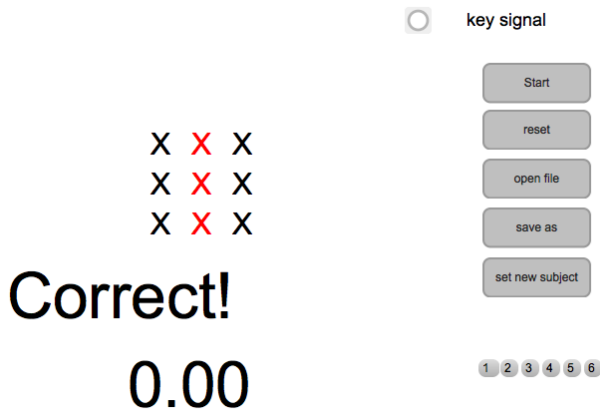 key signal
Start
reset
open file
save as
set new subject
X X X
X X X
X X X
Correct!
0.00
1 2 3 4 5 6